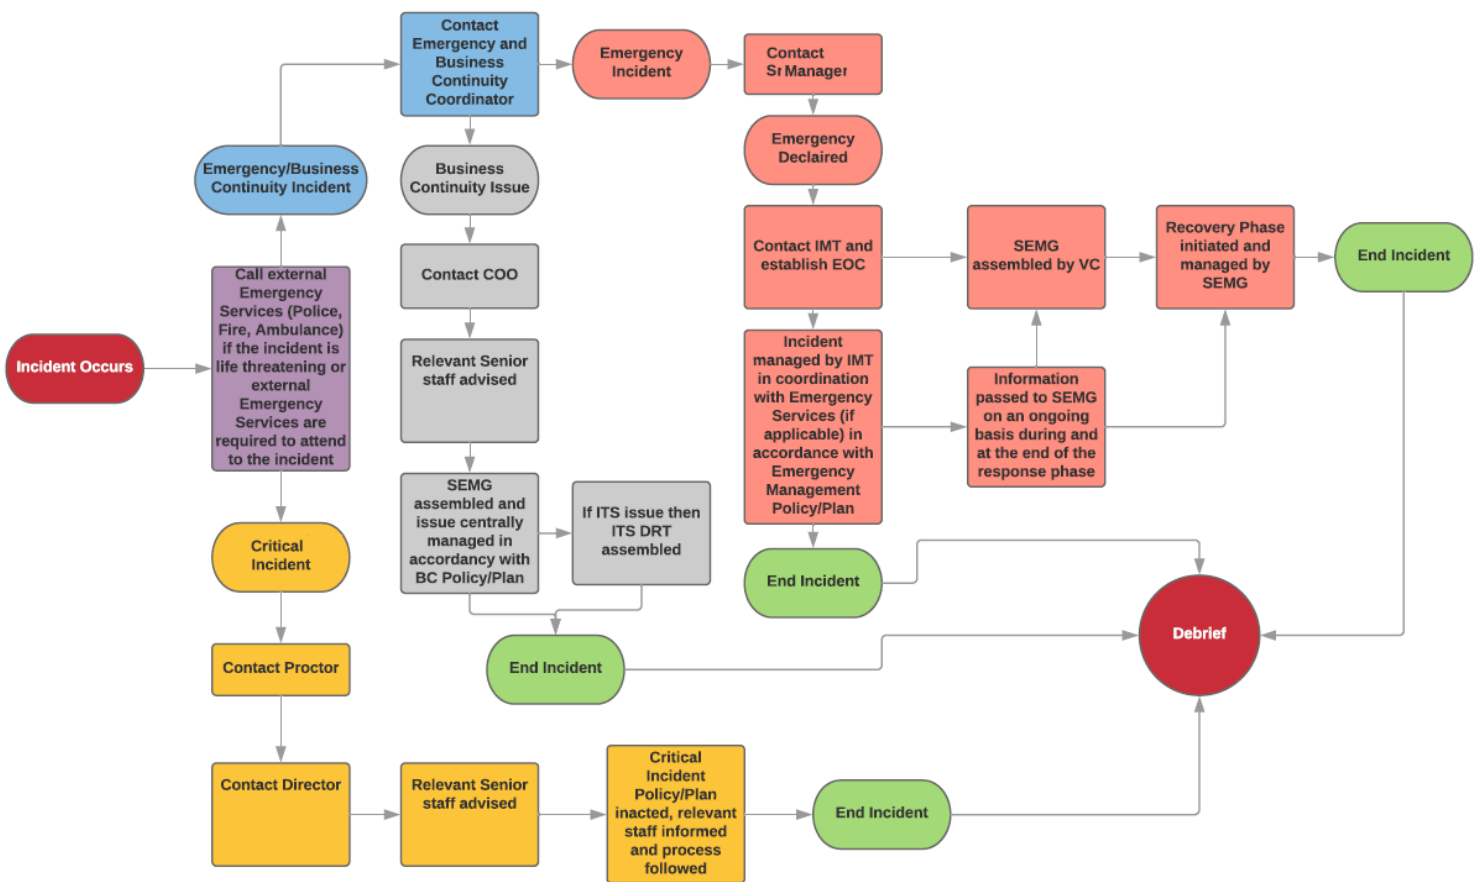 Contact
Emergency and
Business
Continuity
Coordinator
Emergency
Incident
Contact
Sr Manager
Emergency
Declaired
Emergency/Business
Continuity Incident
Business
Continuity Issue
Contact IMT and
establish EOC
SEMG
assembled by VC
Recovery Phase
initiated and
managed by
SEMG
End Incident
Call external
Emergency
Services (Police,
Fire, Ambulance)
if the incident is
life threatening or
external
Emergency
Services are
required to attend
to the incident
Contact COO
Incident Occurs
Relevant Senior
staff advised
Incident
managed by IMT
in coordination
with Emergency
Services (if
applicable) in
accordance with
Emergency
Management
Policy/Plan
Information
passed to SEMG
on an ongoing
basis during and
at the end of the
response phase
SEMG
assembled and
issue centrally
managed in
accordancy with
BC Policy/Plan
If ITS issue then
ITS DRT
assembled
Critical
Incident
End Incident
Debrief
Contact Proctor
End Incident
Contact Director
Relevant Senior
staff advised
Critical
Incident
Policy/Plan
inacted, relevant
staff informed
and process
followed
End Incident